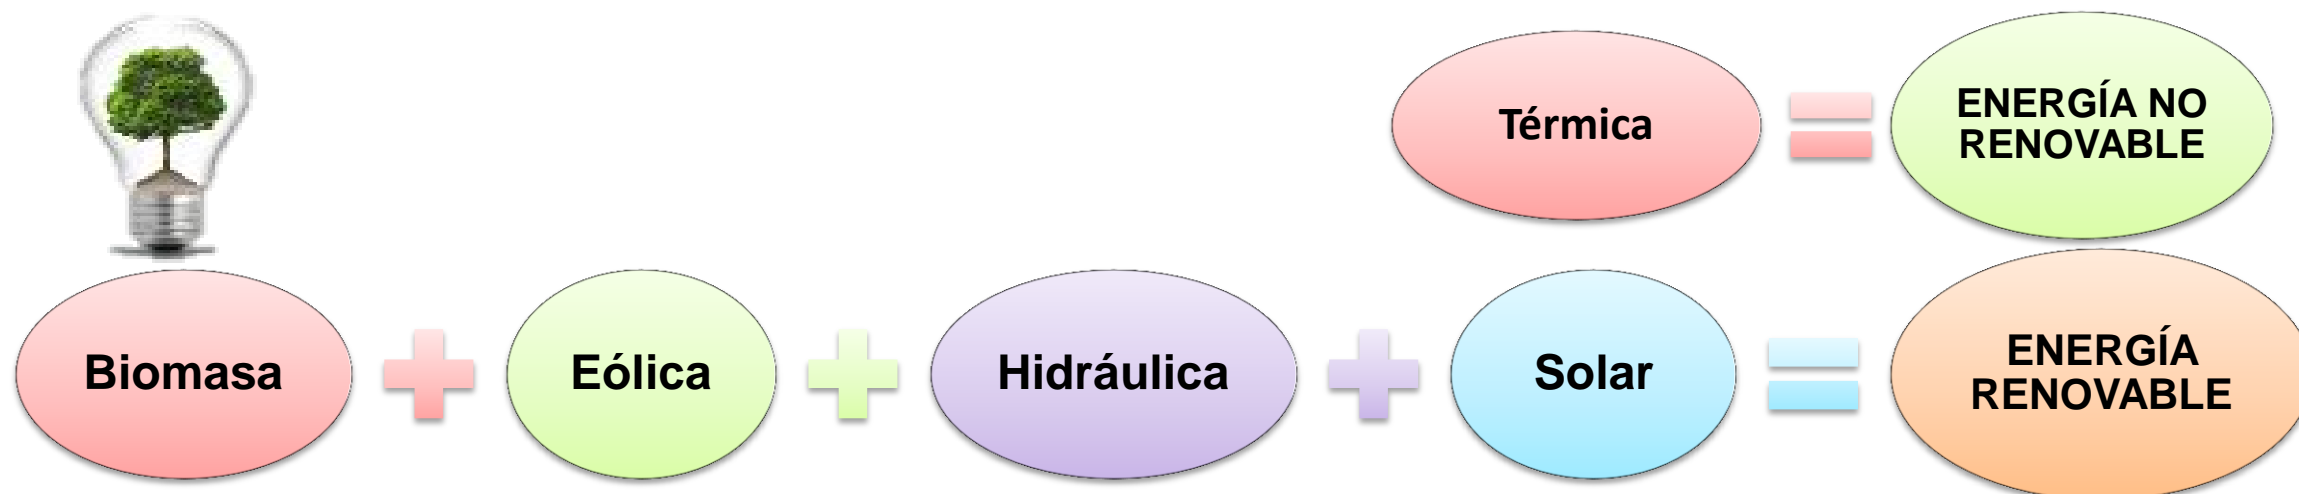 Térmica
ENERGÍA NO
RENOVABLE
Biomasa
Eólica
Hidráulica
Solar
ENERGÍA
RENOVABLE